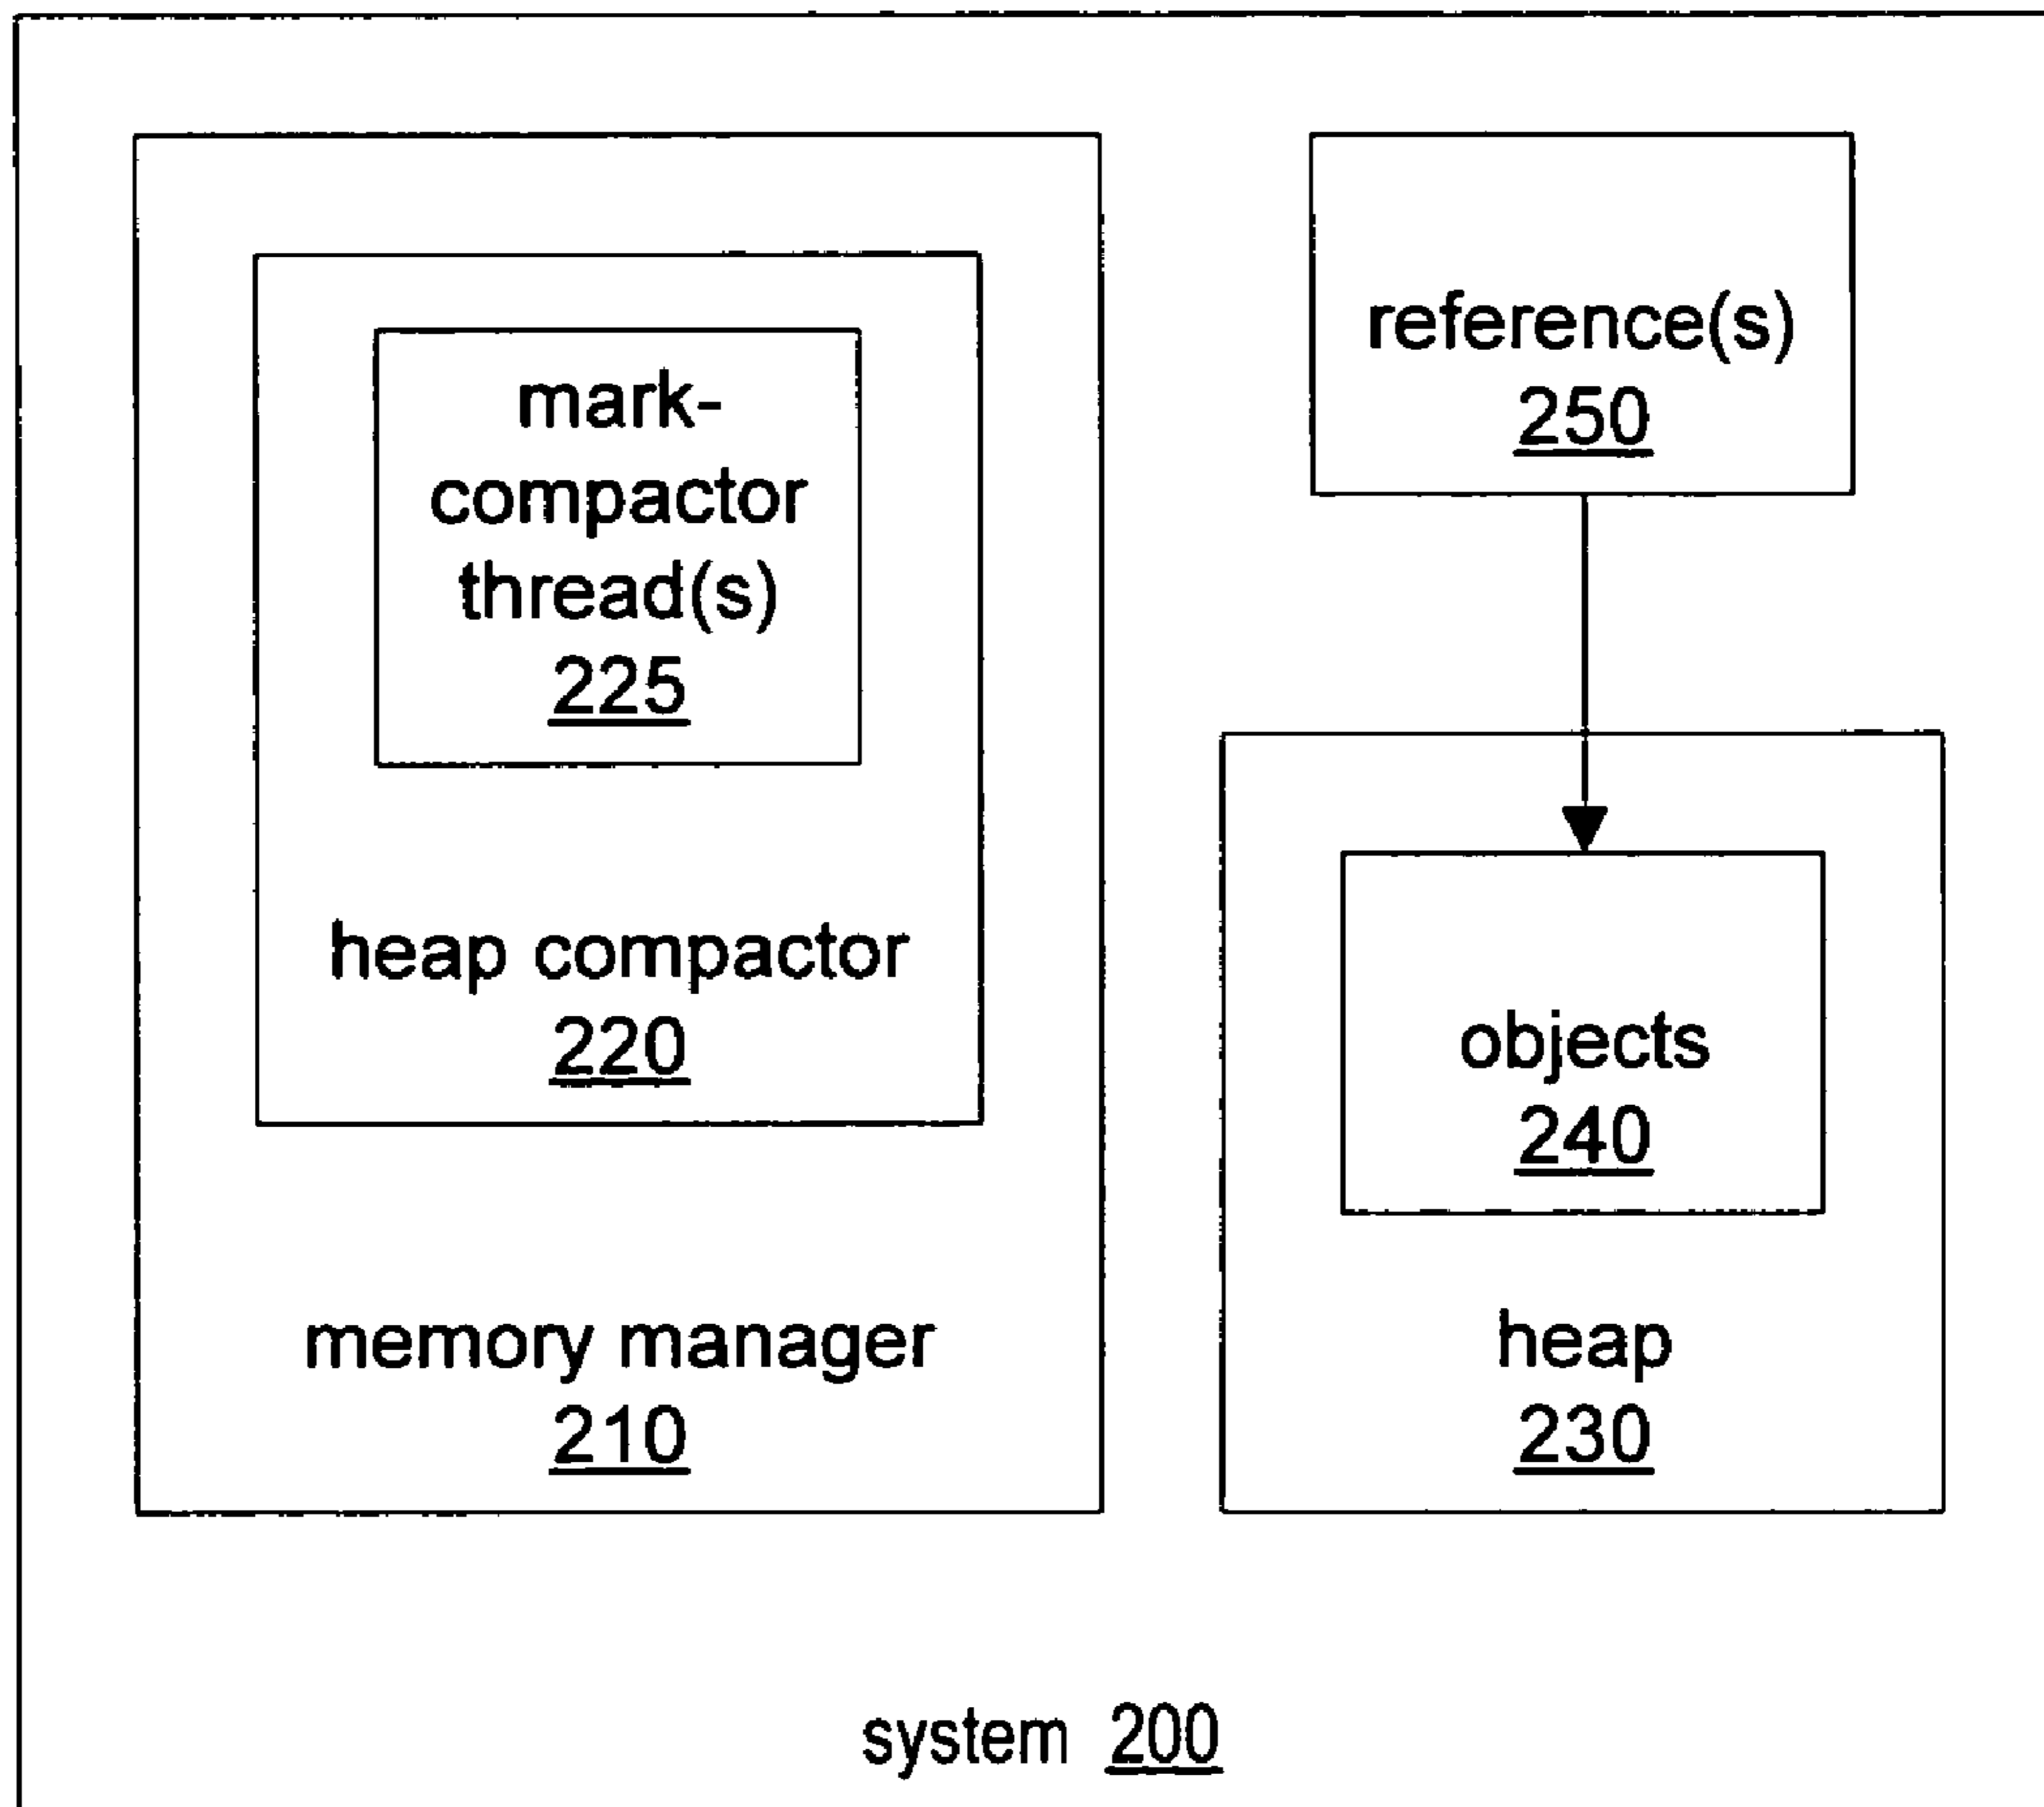 mark-
compactor
thread(s)
225
heap compactor
220
memory manager
210
reference(s)
250
objects
240
heap
230
system 200